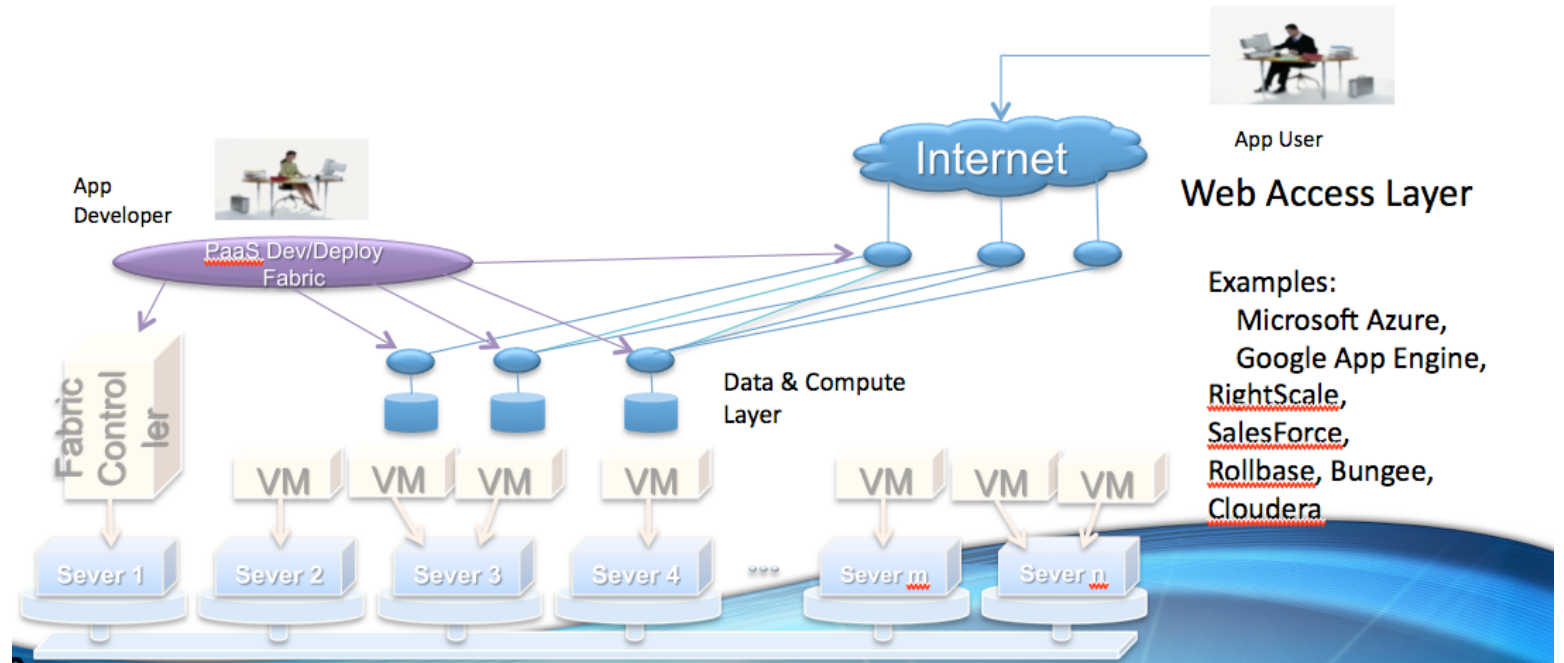 App User
Internet
Web Access Layer
App
Developer
PaaS Dev/Deploy
Fabric
Examples:
Microsoft Azure,
Google App Engine,
RightScale,
SalesForce,
Rollbase, Bungee,
Cloudera
Data & Compute
Layer
Fabric
Control
ler
VM
VM
VM
VM
VM
VM
VM
Sever 1
Sever 2
Sever 3
Sever 4
...
Sever m
Sever n